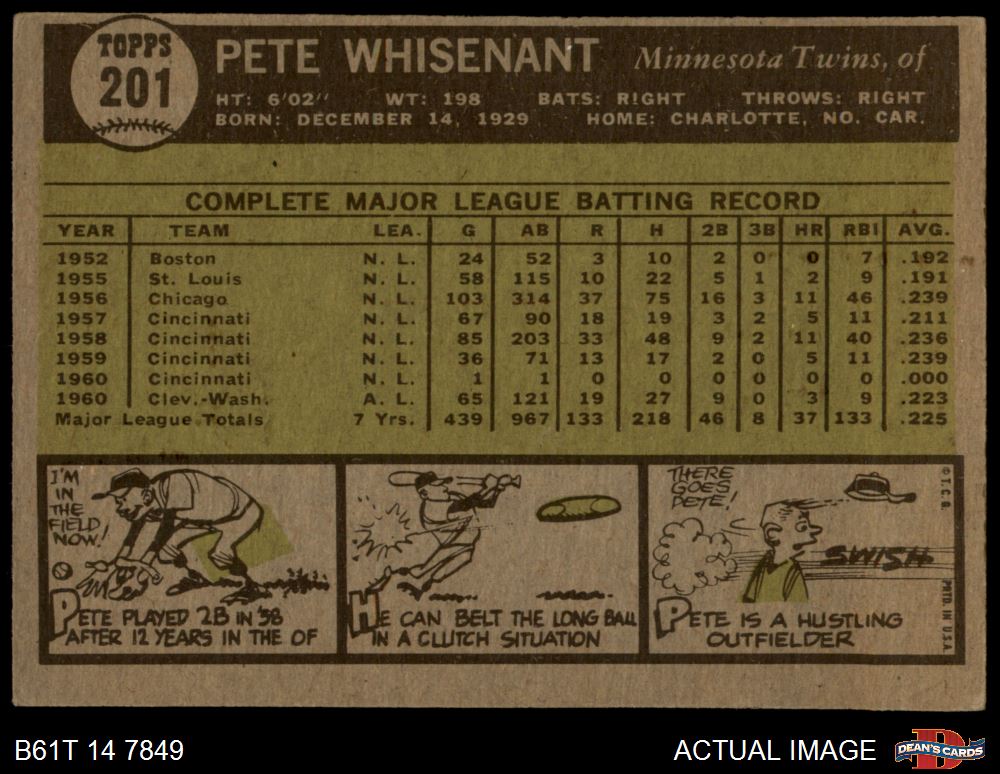 TOPPS
201
PETE WHISENANT Minnesota Twins, of
HT: 6'02" WT: 198 BATS: RIGHT THROWS: RIGHT
BORN: DECEMBER 14, 1929 HOME: CHARLOTTE, NO. CAR.
COMPLETE MAJOR LEAGUE BATTING RECORD
YEAR TEAM LEA. G AB R H 2B 3B HR RBI AVG.
1952 Boston N. L. 24 52 3 10 2 0 0 7 .192
1955 St. Louis N. L. 58 115 10 22 5 1 2 9 .191
1956 Chicago N. L. 103 314 37 75 16 3 11 46 .239
1957 Cincinnati N. L. 67 90 18 19 3 2 5 11 .211
1958 Cincinnati N. L. 85 203 33 48 9 2 11 40 .236
1959 Cincinnati N. L. 36 71 13 17 2 0 5 11 .239
1960 Cincinnati N. L. 1 1 0 0 0 0 0 0 .000
1960 Clev.-Wash. A. L. 65 121 19 27 9 0 3 9 .223
Major League Totals 7 Yrs. 439 967 133 218 46 8 37 133 .225
I'M
IN
THE
FIELD
NOW!
PETE PLAYED 2B IN '58
AFTER 12 YEARS IN THE OF
HE CAN BELT THE LONG BALL
IN A CLUTCH SITUATION
THERE
GOES
PETE!
SWISH
PETE IS A HUSTLING
OUTFIELDER
© T. C. G.
PRTD. IN U.S.A.
B61T 14 7849
ACTUAL IMAGE
DEAN'S CARDS